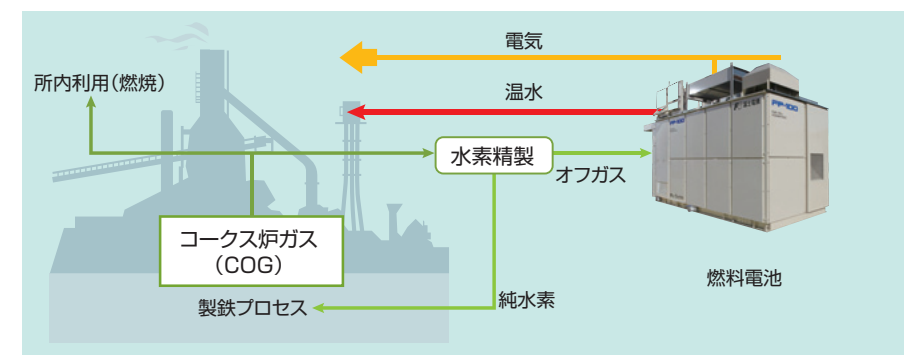 電気
所内利用(燃焼)
温水
FP-100
水素精製
オフガス
コークス炉ガス
(COG)
燃料電池
純水素
製鉄プロセス